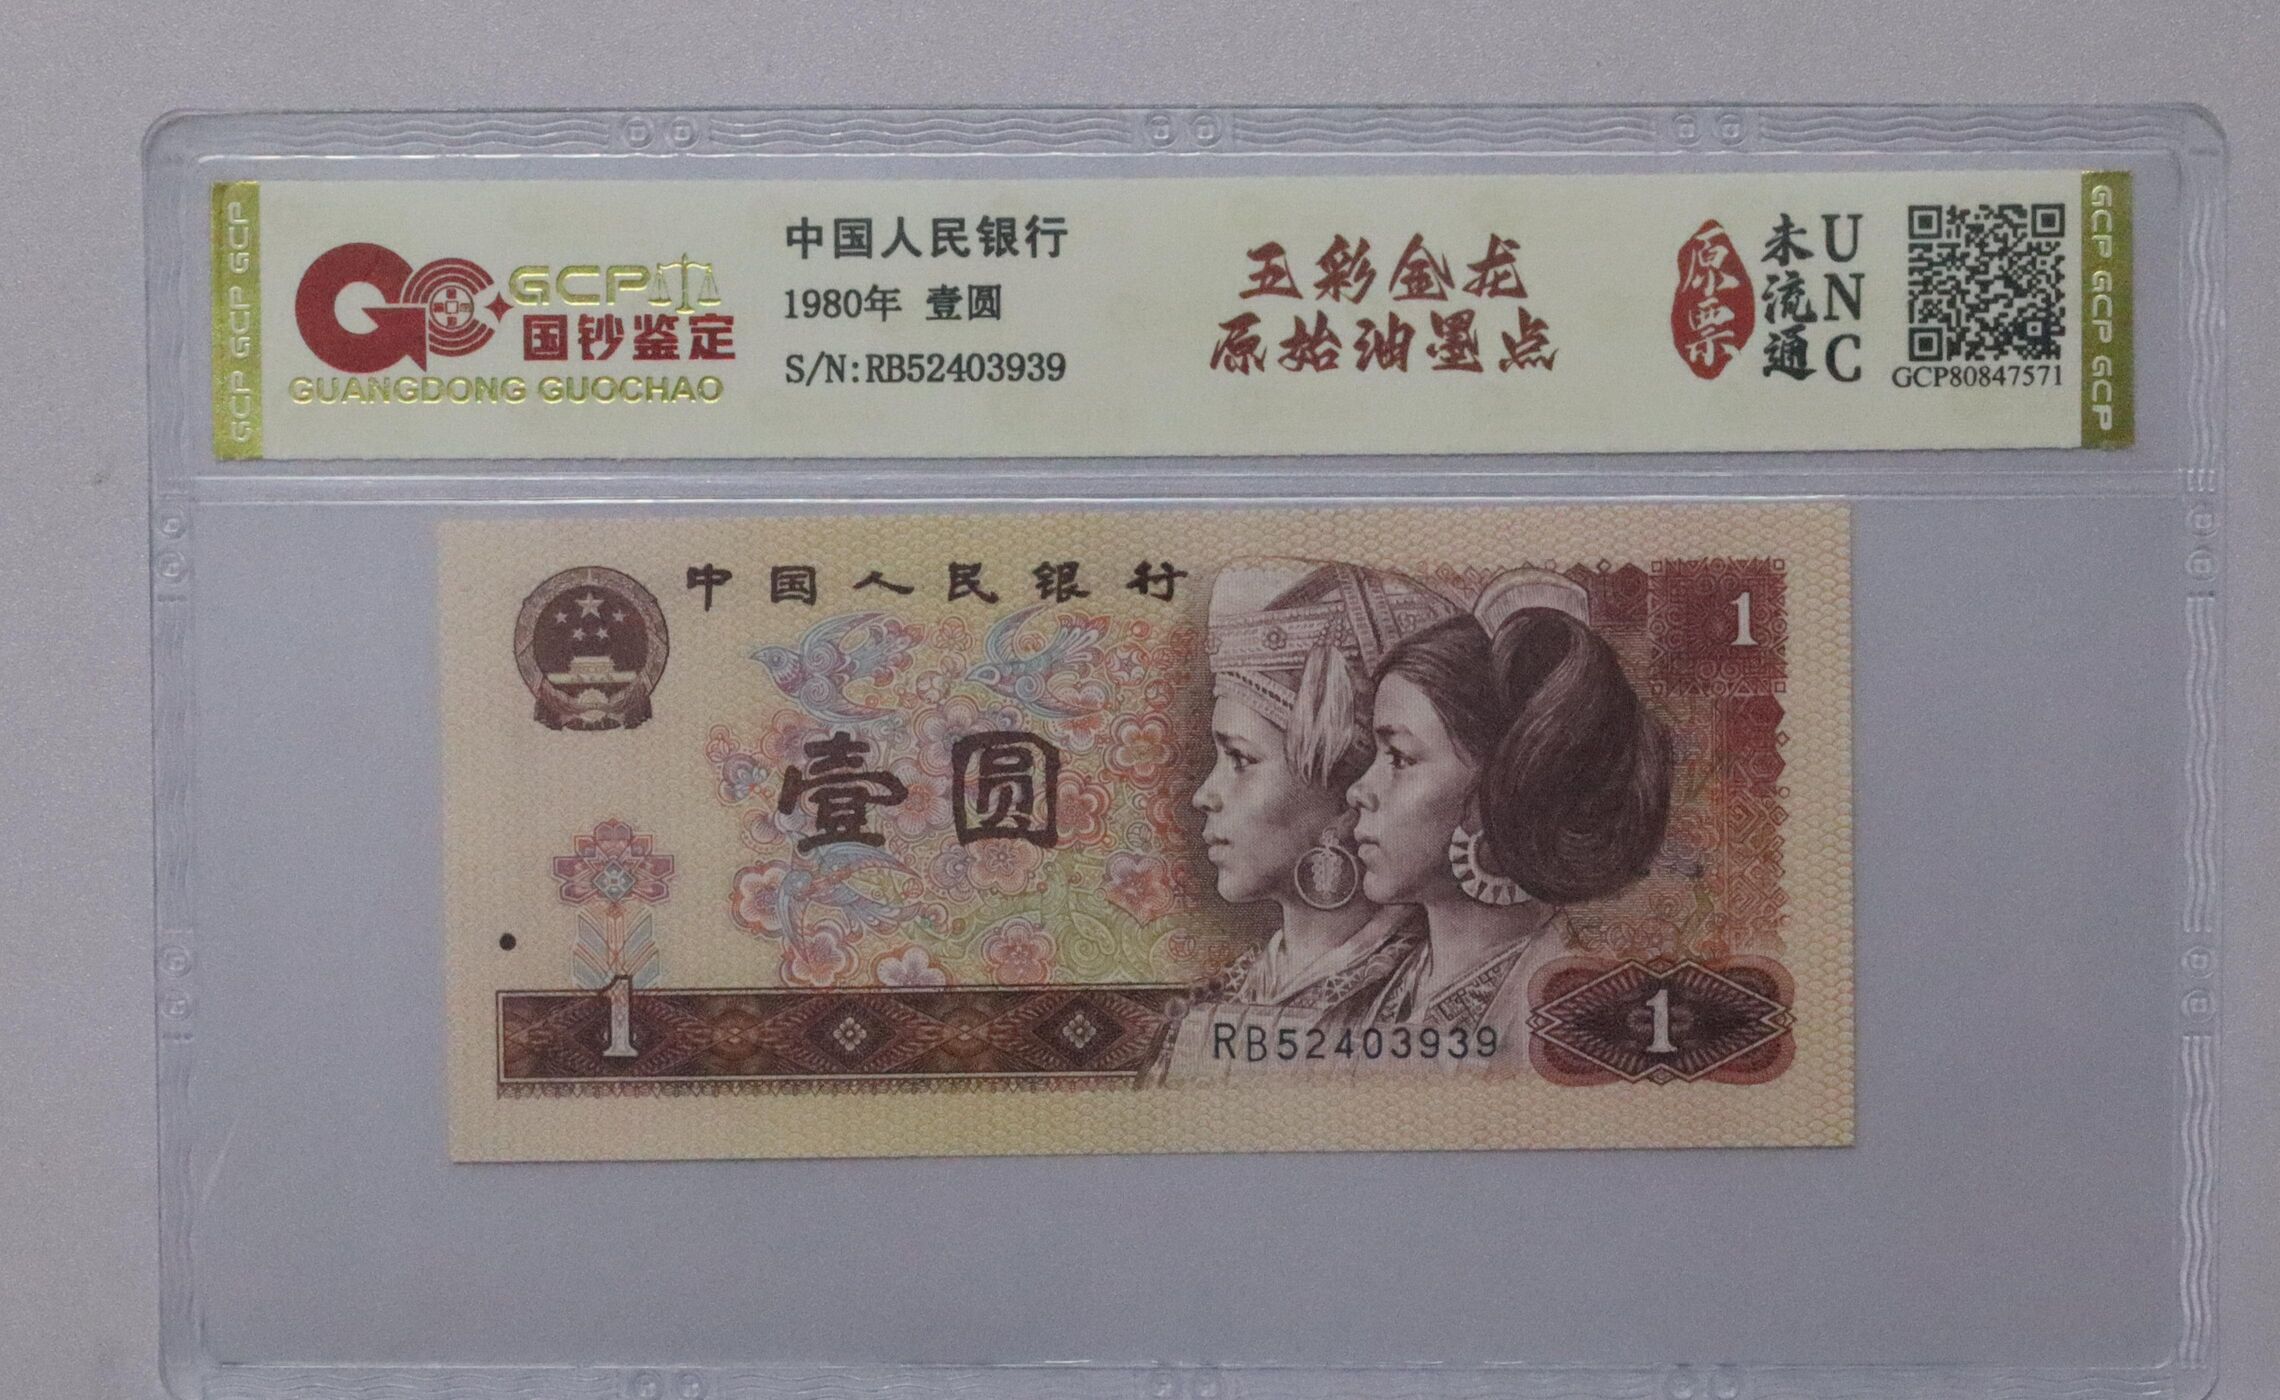 GCP GCP GCP
GCP
国钞鉴定
GUANGDONG GUOCHAO
中国人民银行
1980年 壹圆
S/N:RB52403939
五彩金龙
原始油墨点
原票
未流通
UNC
GCP80847571
GCP GCP GCP
中国人民银行
1
壹圆
1
RB52403939
1